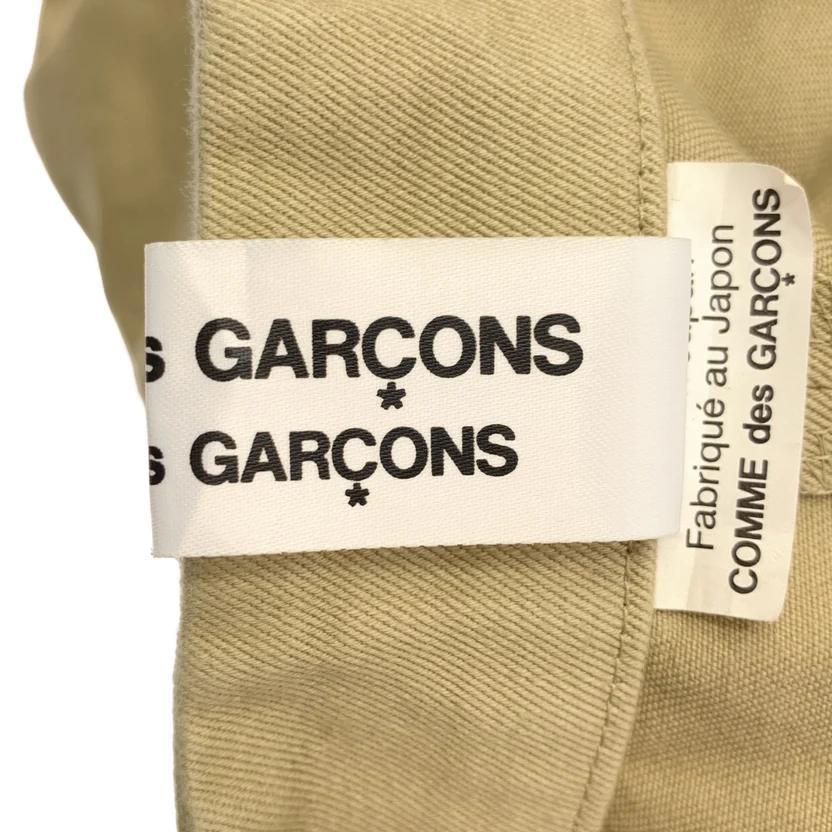 s GARÇONS
s GARÇONS
Fabriqué au Japon
COMME des GARÇONS